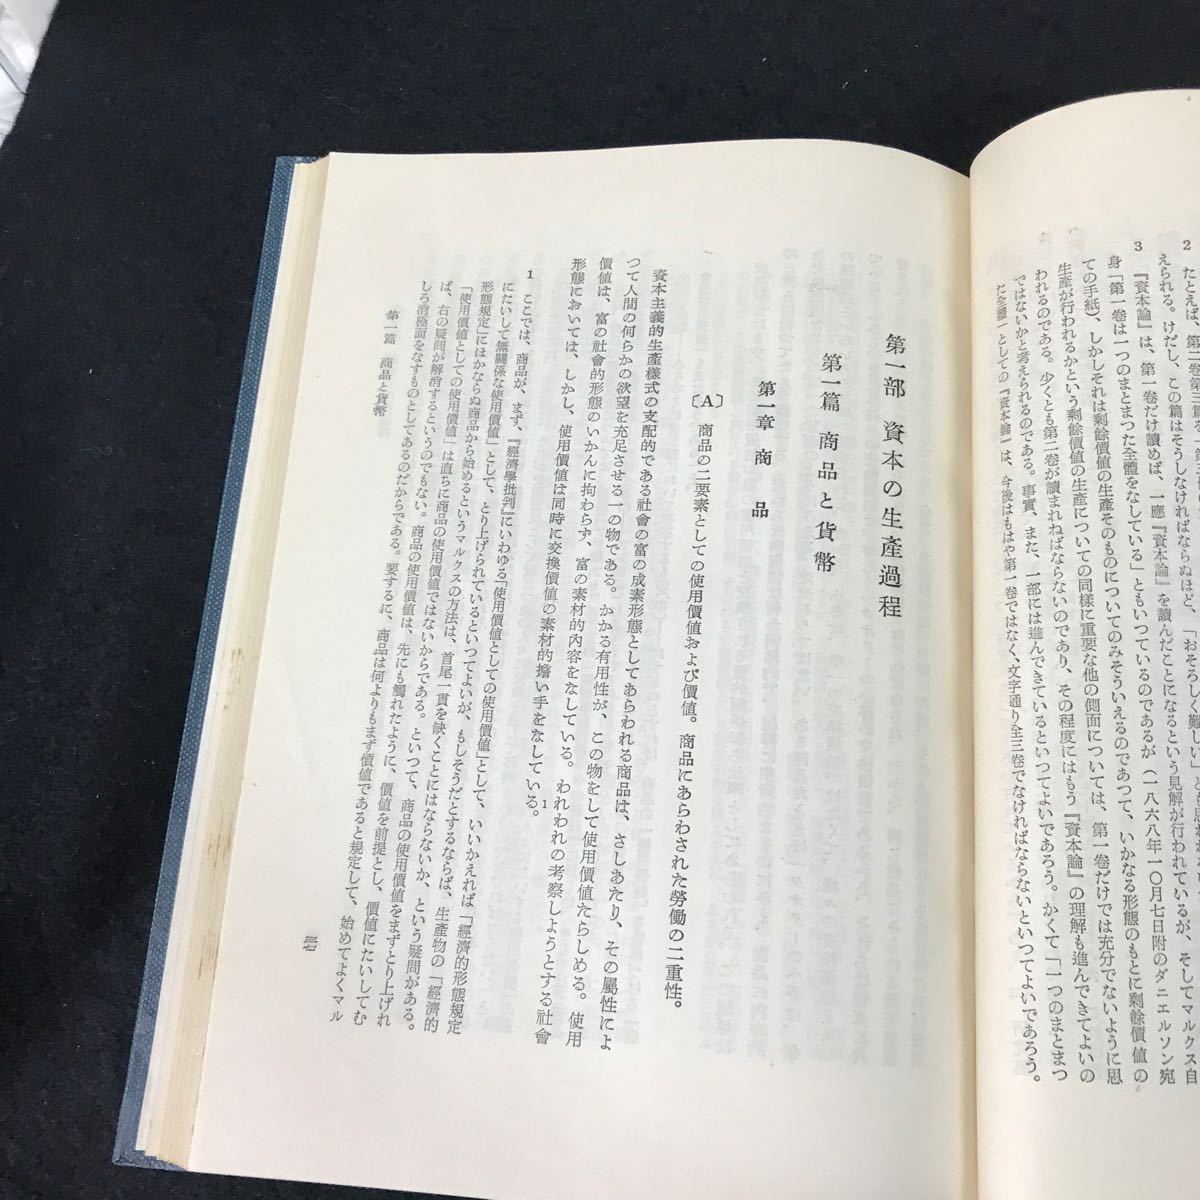 2 たとえば、第二卷第三篇を、
えられる。けだし、この篇はそうしなければならぬほど、「おそろしく難しい」とも思われ
3 『資本論』は、第一卷だけ読めば、一應『資本論』を讀んだことになるという見解が行われているが、そしてマルクス自
身「第一卷は一つのまとまつた全體をなしている」ともいつているのであるが(一八六八年一〇月七日附のダニエルソン宛
ての手紙)、しかしそれは剰餘價値の生產そのものについてのみそういえるのであつて、いかなる形態のもとに剰餘價値の
生產が行われるかという剰餘價値の生產についての同樣に重要な他の側面については、第一卷だけでは充分でないように思
われるのである。少くとも第二卷が讀まれねばならないのであり、その程度にはもう『資本論』の理解も進んできてよいの
ではないかと考えられるのである。事實、また、一部には進んできているといつてよいであろう。かくて「一つのまとまつ
た全體」としての『資本論』は、今後はもはや第一卷ではなく、文字通り全三卷でなければならないといつてよいであろう。
第一部 資本の生產過程
第一篇 商品と貨幣
第一章 商品
〔A〕 商品の二要素としての使用價値および價値。商品にあらわされた勞働の二重性。
資本主義的生產樣式の支配的である社會の富の成素形態としてあらわれる商品は、さしあたり、その屬性によ
つて人間の何らかの欲望を充足させる一の物である。かかる有用性が、この物をして使用價値たらしめる。使用
價値は、富の社會的形態のいかんに拘わらず、富の素材的内容をなしている。われわれの考察しようとする社會
形態においては、しかし、使用價値は同時に交換價値の素材的擔い手をなしている。1
1 ここでは、商品が、まず、『經濟學批判』にいわゆる「使用價値としての使用價値」として、いいかえれば「經濟的形態規定
にたいして無關係な使用價値」として、とり上げられているといつてよいが、もしそうだとするならば、生產物の「經濟的
形態規定」にほかならぬ商品から始めるというマルクスの方法は、首尾一貫を缺くことにはならないか、という疑問がある。
「使用價値としての使用價値」は直ちに商品の使用價値ではないからである。といつて、商品の使用價値をまずとり上げれ
ば、右の疑問が解消するというのでもない。商品の使用價値は、先にも觸れたように、價値を前提とし、價値にたいしてむ
しろ消極面をなすものとしてあるのだからである。要するに、商品は何よりもまず價値であると規定して、始めてよくマル
第一篇 商品と貨幣
三七